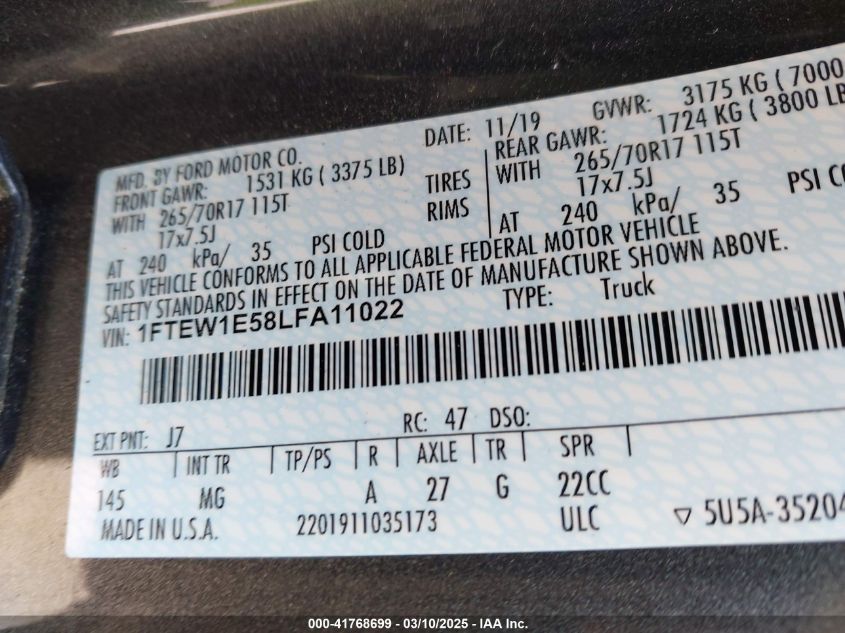 MFD. BY FORD MOTOR CO.
DATE: 11/19
GVWR: 3175 KG ( 7000
FRONT GAWR: 1531 KG ( 3375 LB)
REAR GAWR: 1724 KG ( 3800 LB
WITH 265/70R17 115T
TIRES
WITH 265/70R17 115T
17x7.5J
RIMS
17x7.5J
AT 240 kPa/ 35 PSI COLD
AT 240 kPa/ 35 PSI CO
THIS VEHICLE CONFORMS TO ALL APPLICABLE FEDERAL MOTOR VEHICLE
SAFETY STANDARDS IN EFFECT ON THE DATE OF MANUFACTURE SHOWN ABOVE.
VIN: 1FTEW1E58LFA11022
TYPE: Truck
EXT PNT: J7
RC: 47 DSO:
WB INT TR TP/PS R AXLE TR SPR
145 MG A 27 G 22CC
MADE IN U.S.A. 2201911035173 ULC ▽ 5U5A-35204
000-41768699 - 03/10/2025 - IAA Inc.